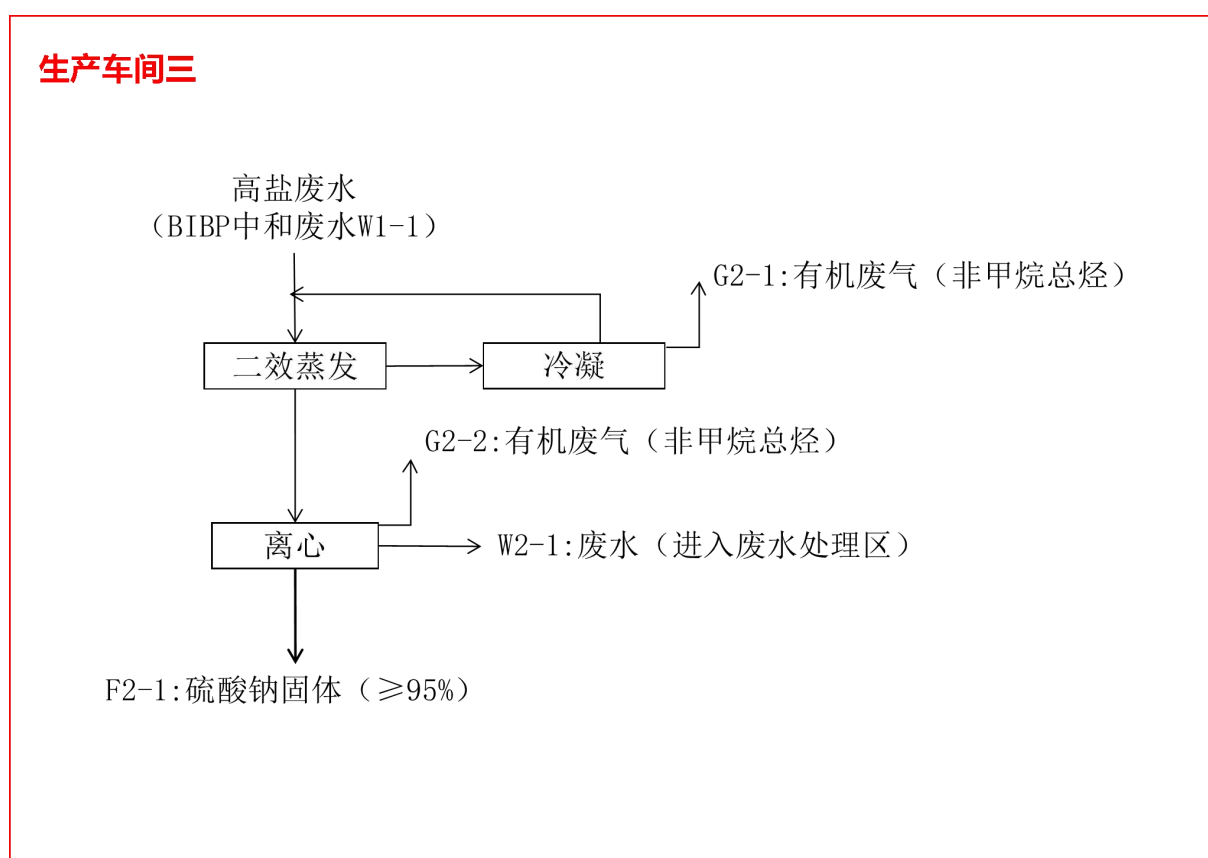 生产车间三
高盐废水
（BIBP中和废水W1-1）
G2-1:有机废气（非甲烷总烃）
二效蒸发
冷凝
G2-2:有机废气（非甲烷总烃）
离心
W2-1:废水（进入废水处理区）
F2-1:硫酸钠固体（≥95%）